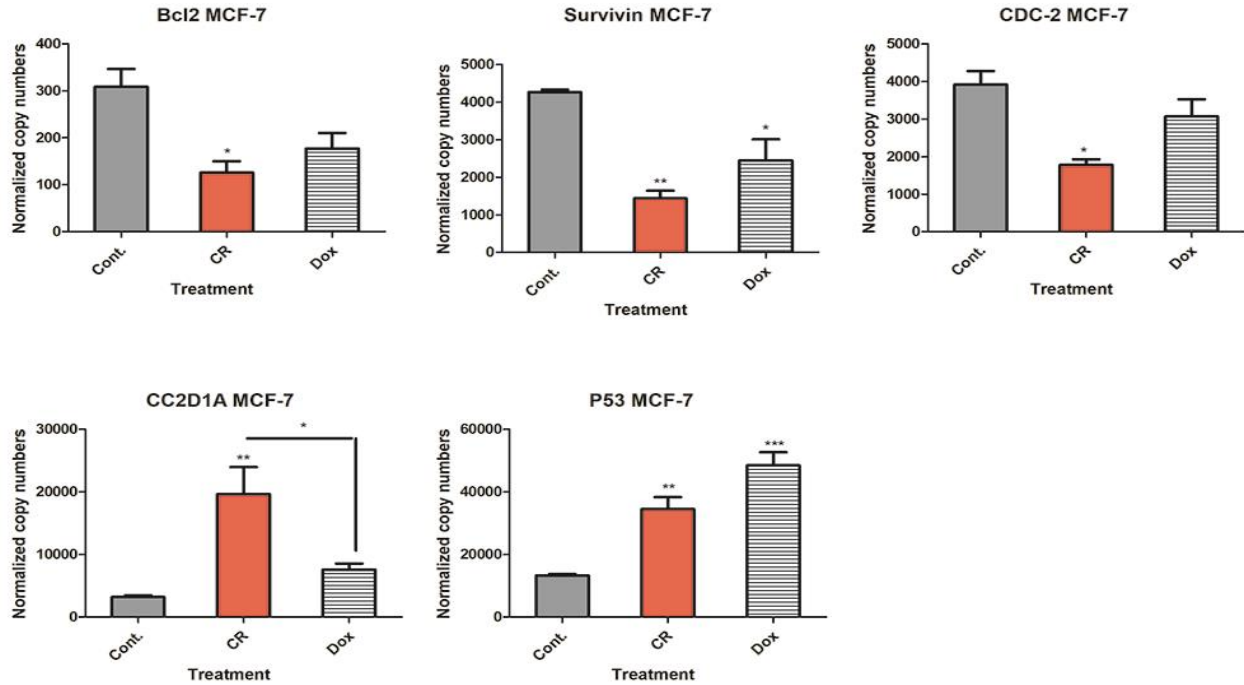 Bcl2 MCF-7
Normalized copy numbers
400
300
200
100
0
*
Cont.
CR
Dox
Treatment
Survivin MCF-7
Normalized copy numbers
5000
4000
3000
2000
1000
0
**
*
Cont.
CR
Dox
Treatment
CDC-2 MCF-7
Normalized copy numbers
5000
4000
3000
2000
1000
0
*
Cont.
CR
Dox
Treatment
CC2D1A MCF-7
Normalized copy numbers
30000
20000
10000
0
**
*
Cont.
CR
Dox
Treatment
P53 MCF-7
Normalized copy numbers
60000
40000
20000
0
**
***
Cont.
CR
Dox
Treatment